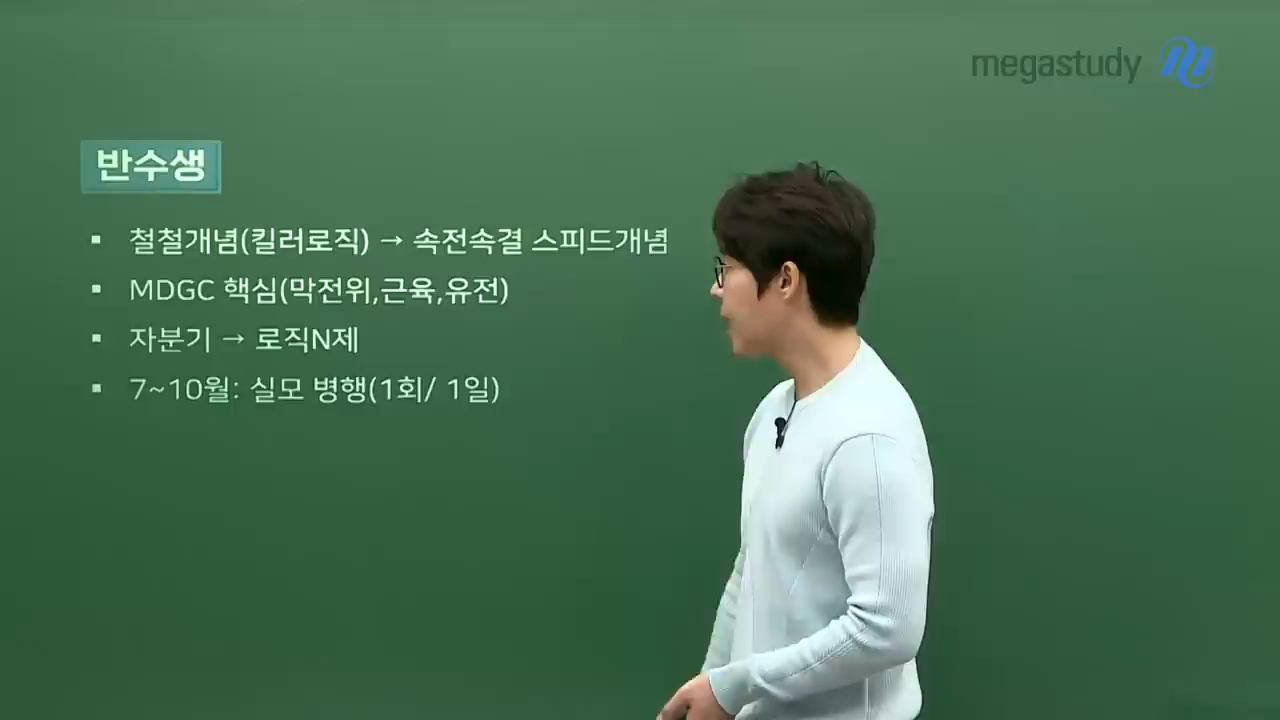 megastudy
반수생
▪ 철철개념(킬러로직) → 속전속결 스피드개념
▪ MDGC 핵심(막전위,근육,유전)
▪ 자분기 → 로직N제
▪ 7~10월: 실모 병행(1회/ 1일)